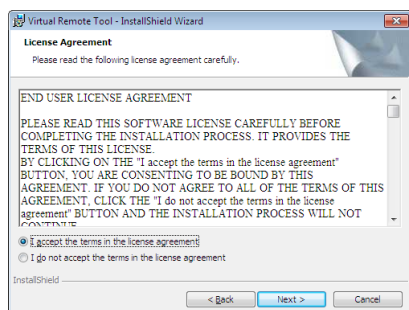 Virtual Remote Tool - InstallShield Wizard
License Agreement
Please read the following license agreement carefully.
END USER LICENSE AGREEMENT
PLEASE READ THIS SOFTWARE LICENSE CAREFULLY BEFORE
COMPLETING THE INSTALLATION PROCESS. IT PROVIDES THE
TERMS OF THIS LICENSE.
BY CLICKING ON THE "I accept the terms in the license agreement"
BUTTON, YOU ARE CONSENTING TO BE BOUND BY THIS
AGREEMENT. IF YOU DO NOT AGREE TO ALL OF THE TERMS OF THIS
AGREEMENT, CLICK THE "I do not accept the terms in the license
agreement" BUTTON AND THE INSTALLATION PROCESS WILL NOT
CONTINUE
I accept the terms in the license agreement
I do not accept the terms in the license agreement
InstallShield
< Back Next > Cancel